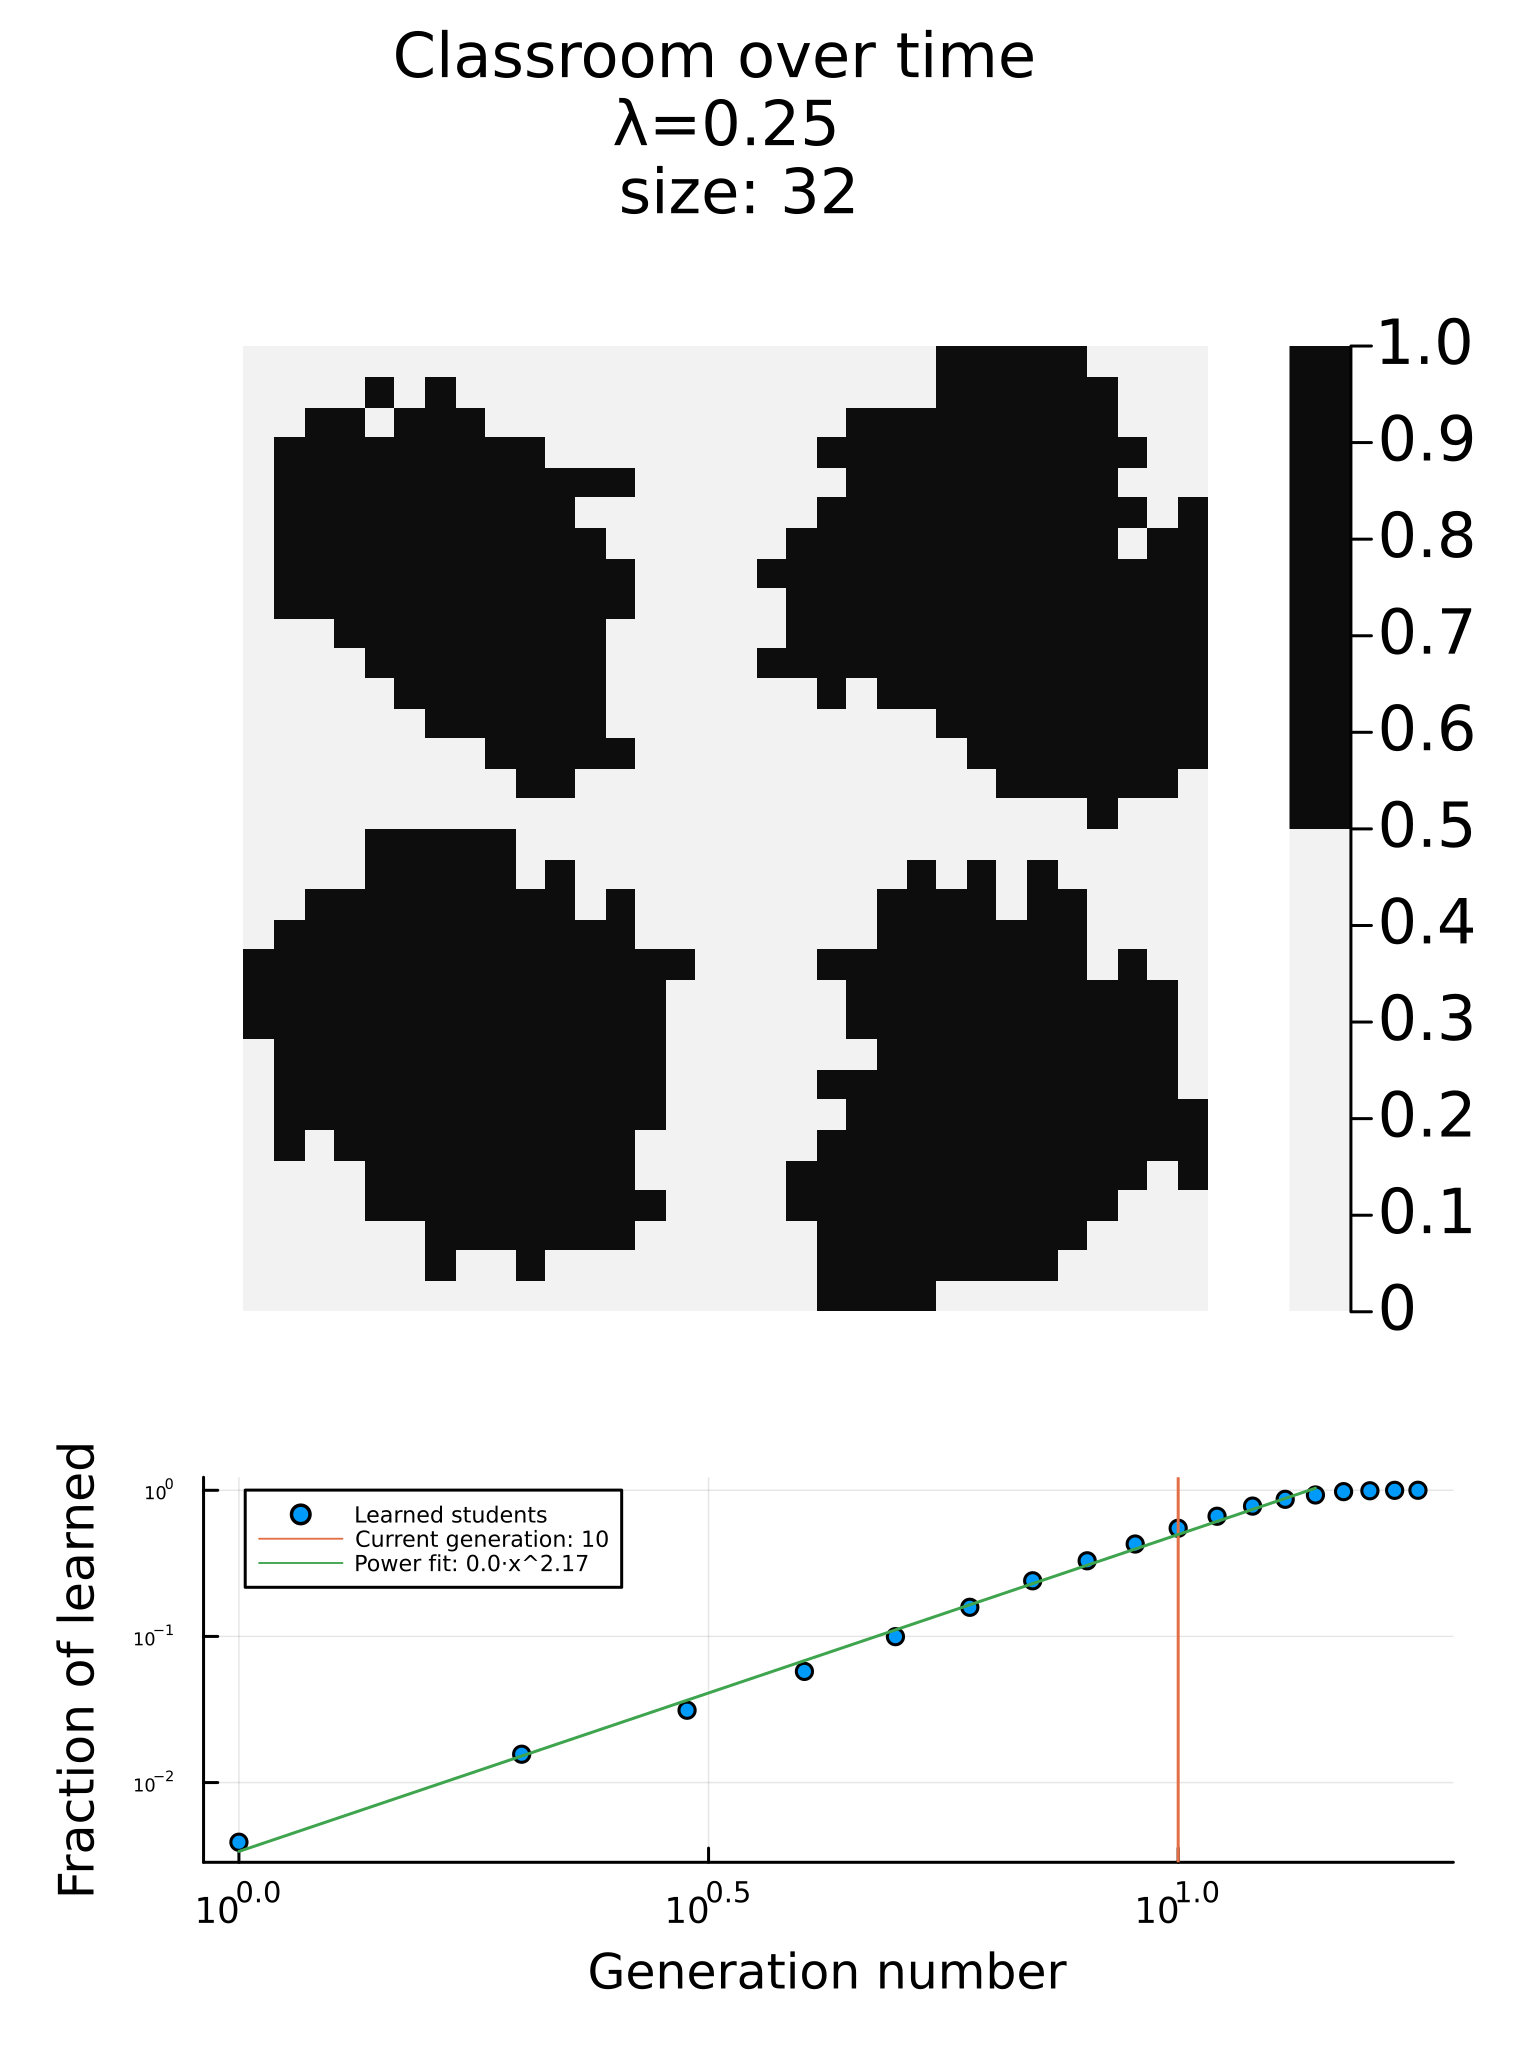 Classroom over time
λ=0.25
size: 32
1.0
0.9
0.8
0.7
0.6
0.5
0.4
0.3
0.2
0.1
0
Fraction of learned
10^0
10^−1
10^−2
Learned students
Current generation: 10
Power fit: 0.0·x^2.17
10^0.0 10^0.5 10^1.0
Generation number